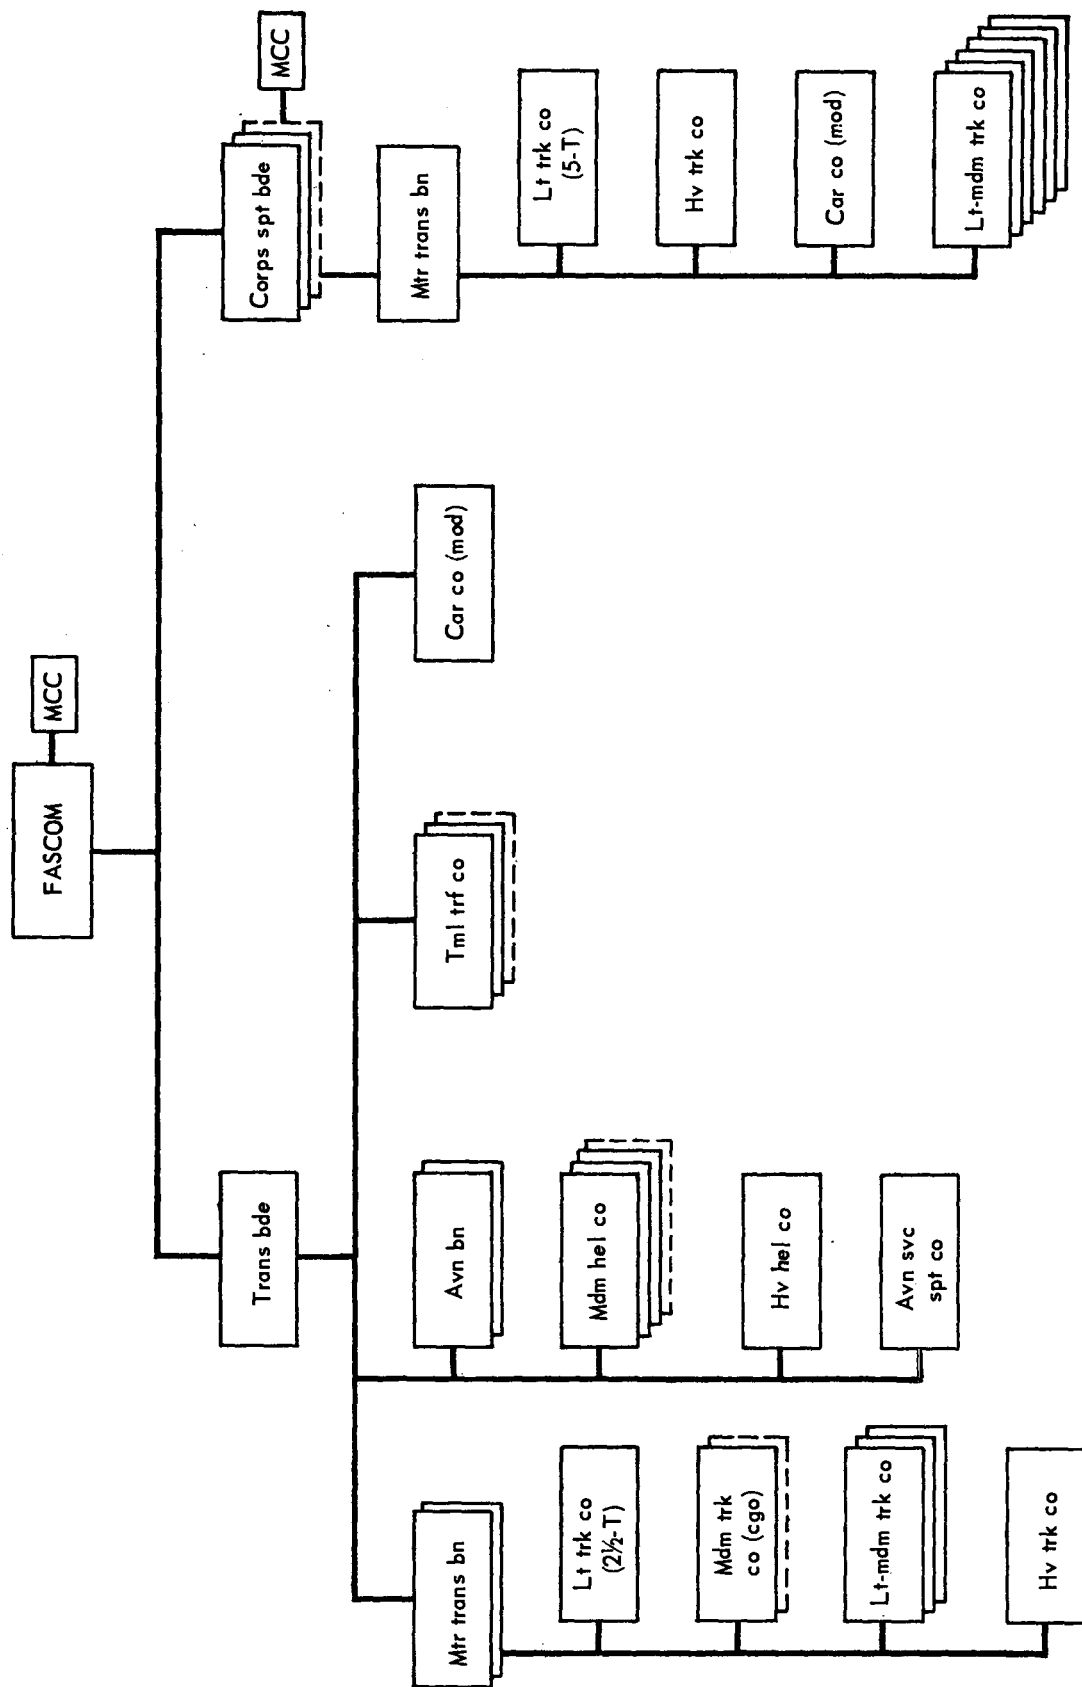 FASCOM
MCC
Trans bde
Corps spt bde
MCC
Mtr trans bn
Lt trk co
(2½-T)
Mdm trk
co (cgo)
Lt-mdm trk co
Hv trk co
Avn bn
Mdm hel co
Hv hel co
Avn svc
spt co
Tml trf co
Car co (mod)
Mtr trans bn
Lt trk co
(5-T)
Hv trk co
Car co (mod)
Lt-mdm trk co